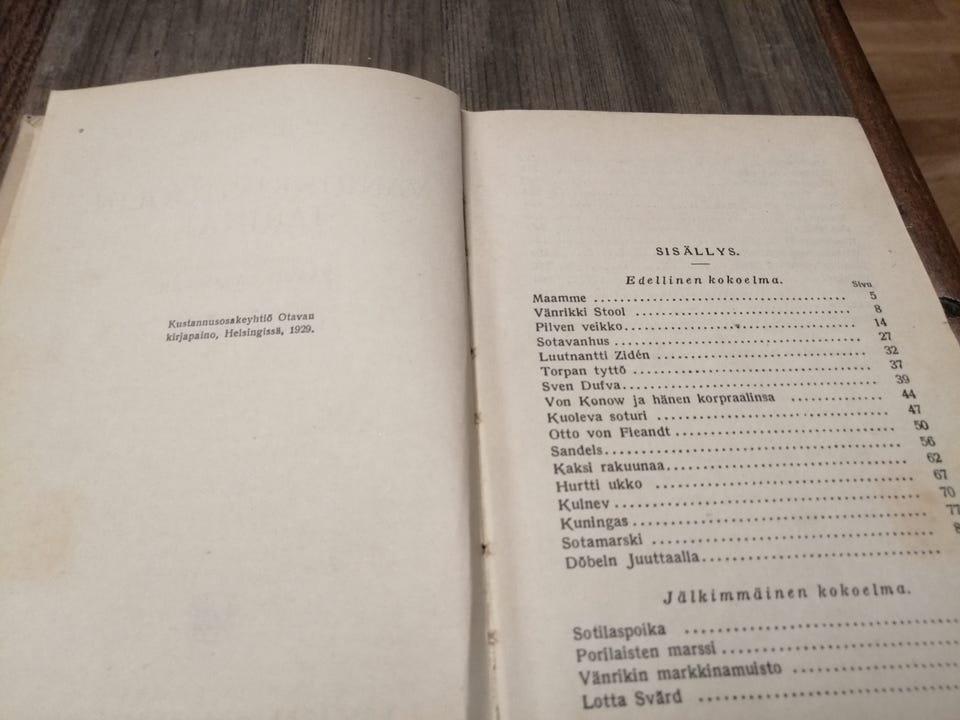 Kustannusosakeyhtiö Otavan
kirjapaino, Helsingissä, 1929.
SISÄLLYS.
Edellinen kokoelma.
Sivu
Maamme ........ 5
Vänrikki Stool ........ 8
Pilven veikko ........ 14
Sotavanhus ........ 27
Luutnantti Zidén ........ 32
Torpan tyttö ........ 37
Sven Dufva ........ 39
Von Konow ja hänen korpraalinsa ........ 44
Kuoleva soturi ........ 47
Otto von Fieandt ........ 50
Sandels ........ 56
Kaksi rakuunaa ........ 62
Hurtti ukko ........ 67
Kulnev ........ 70
Kuningas ........ 77
Sotamarski ........
Döbeln Juuttaalla ........
Jälkimmäinen kokoelma.
Sotilaspoika ........
Porilaisten marssi ........
Vänrikin markkinamuisto ........
Lotta Svärd ........